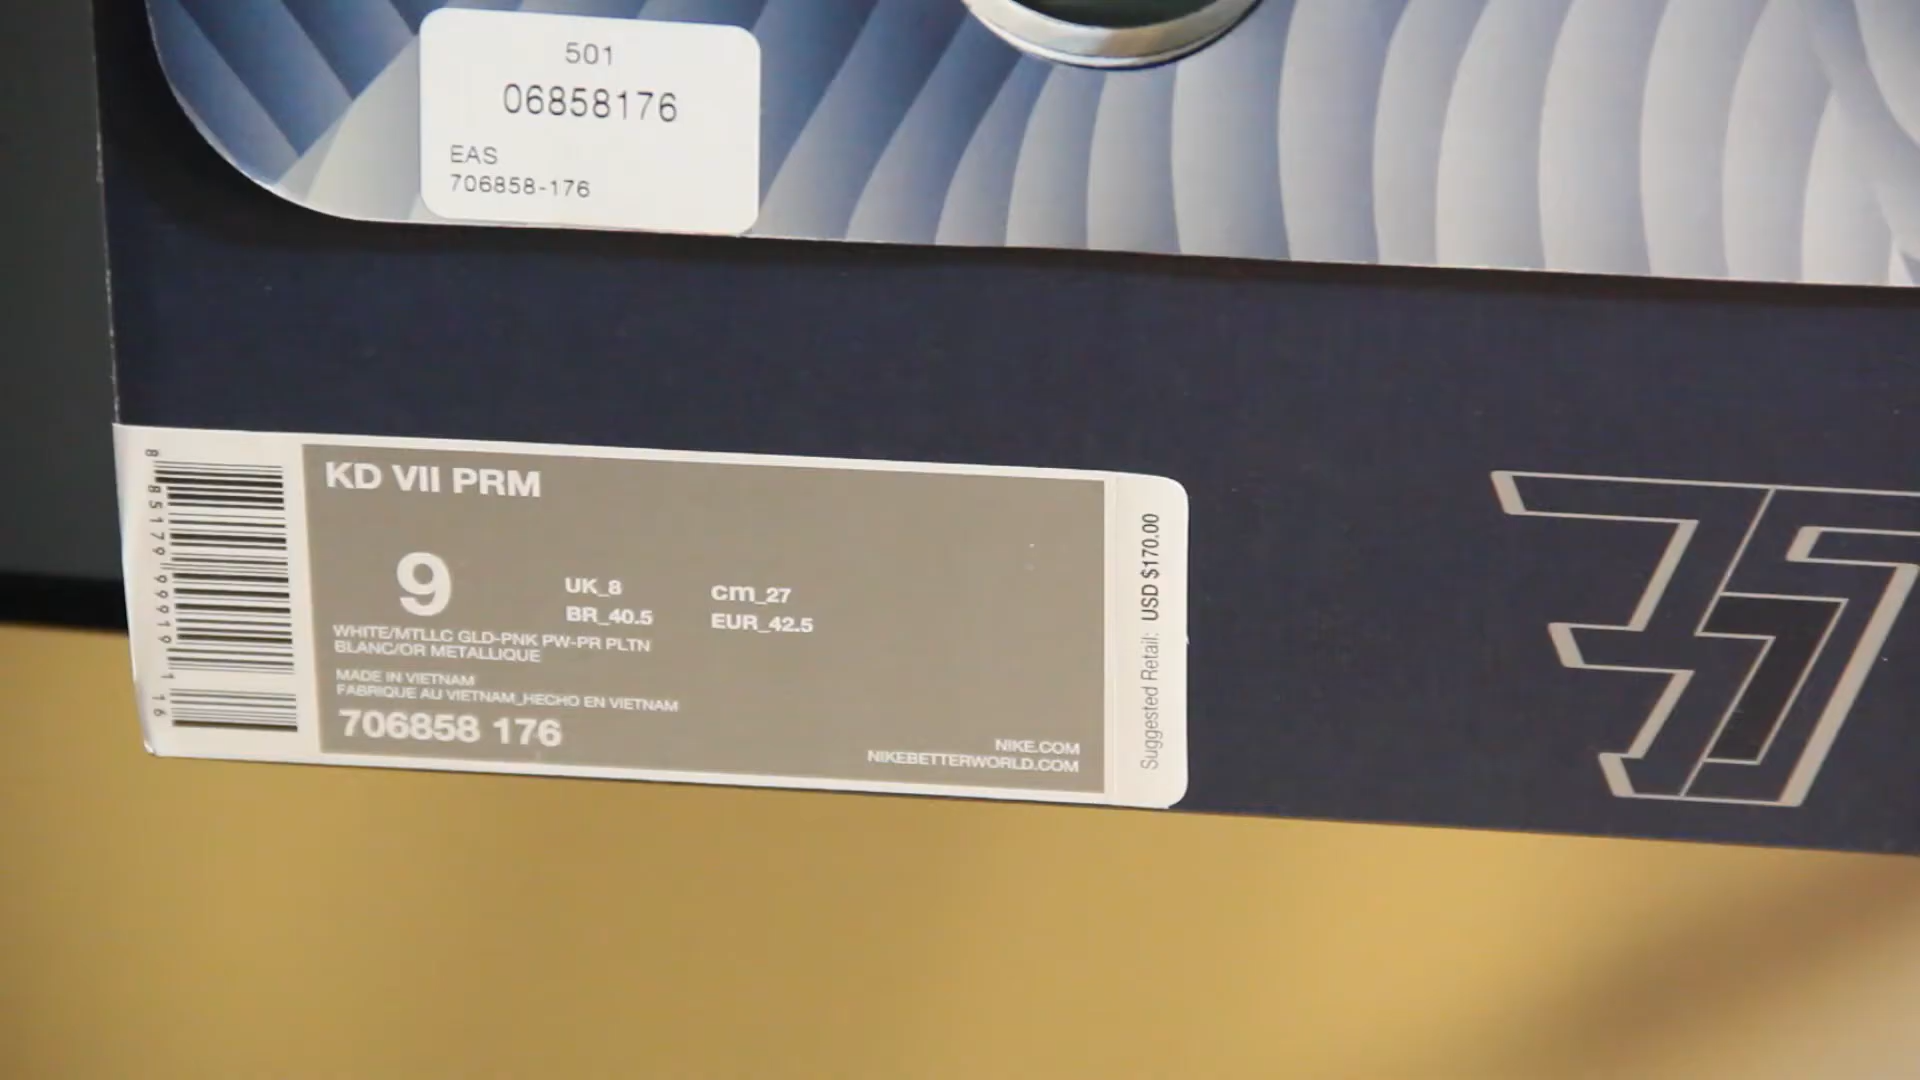 501
06858176
EAS
706858-176
KD VII PRM
9
UK_8
cm_27
BR_40.5
EUR_42.5
WHITE/MTLLC GLD-PNK PW-PR PLTN
BLANC/OR METALLIQUE
MADE IN VIETNAM
FABRIQUE AU VIETNAM_HECHO EN VIETNAM
706858 176
NIKE.COM
NIKEBETTERWORLD.COM
Suggested Retail: USD $170.00